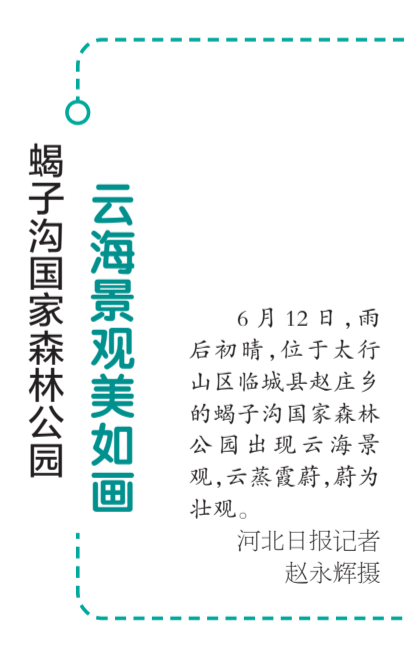 蝎子沟国家森林公园
云海景观美如画
6月12日,雨
后初晴,位于太行
山区临城县赵庄乡
的蝎子沟国家森林
公园出现云海景
观,云蒸霞蔚,蔚为
壮观。
河北日报记者
赵永辉摄